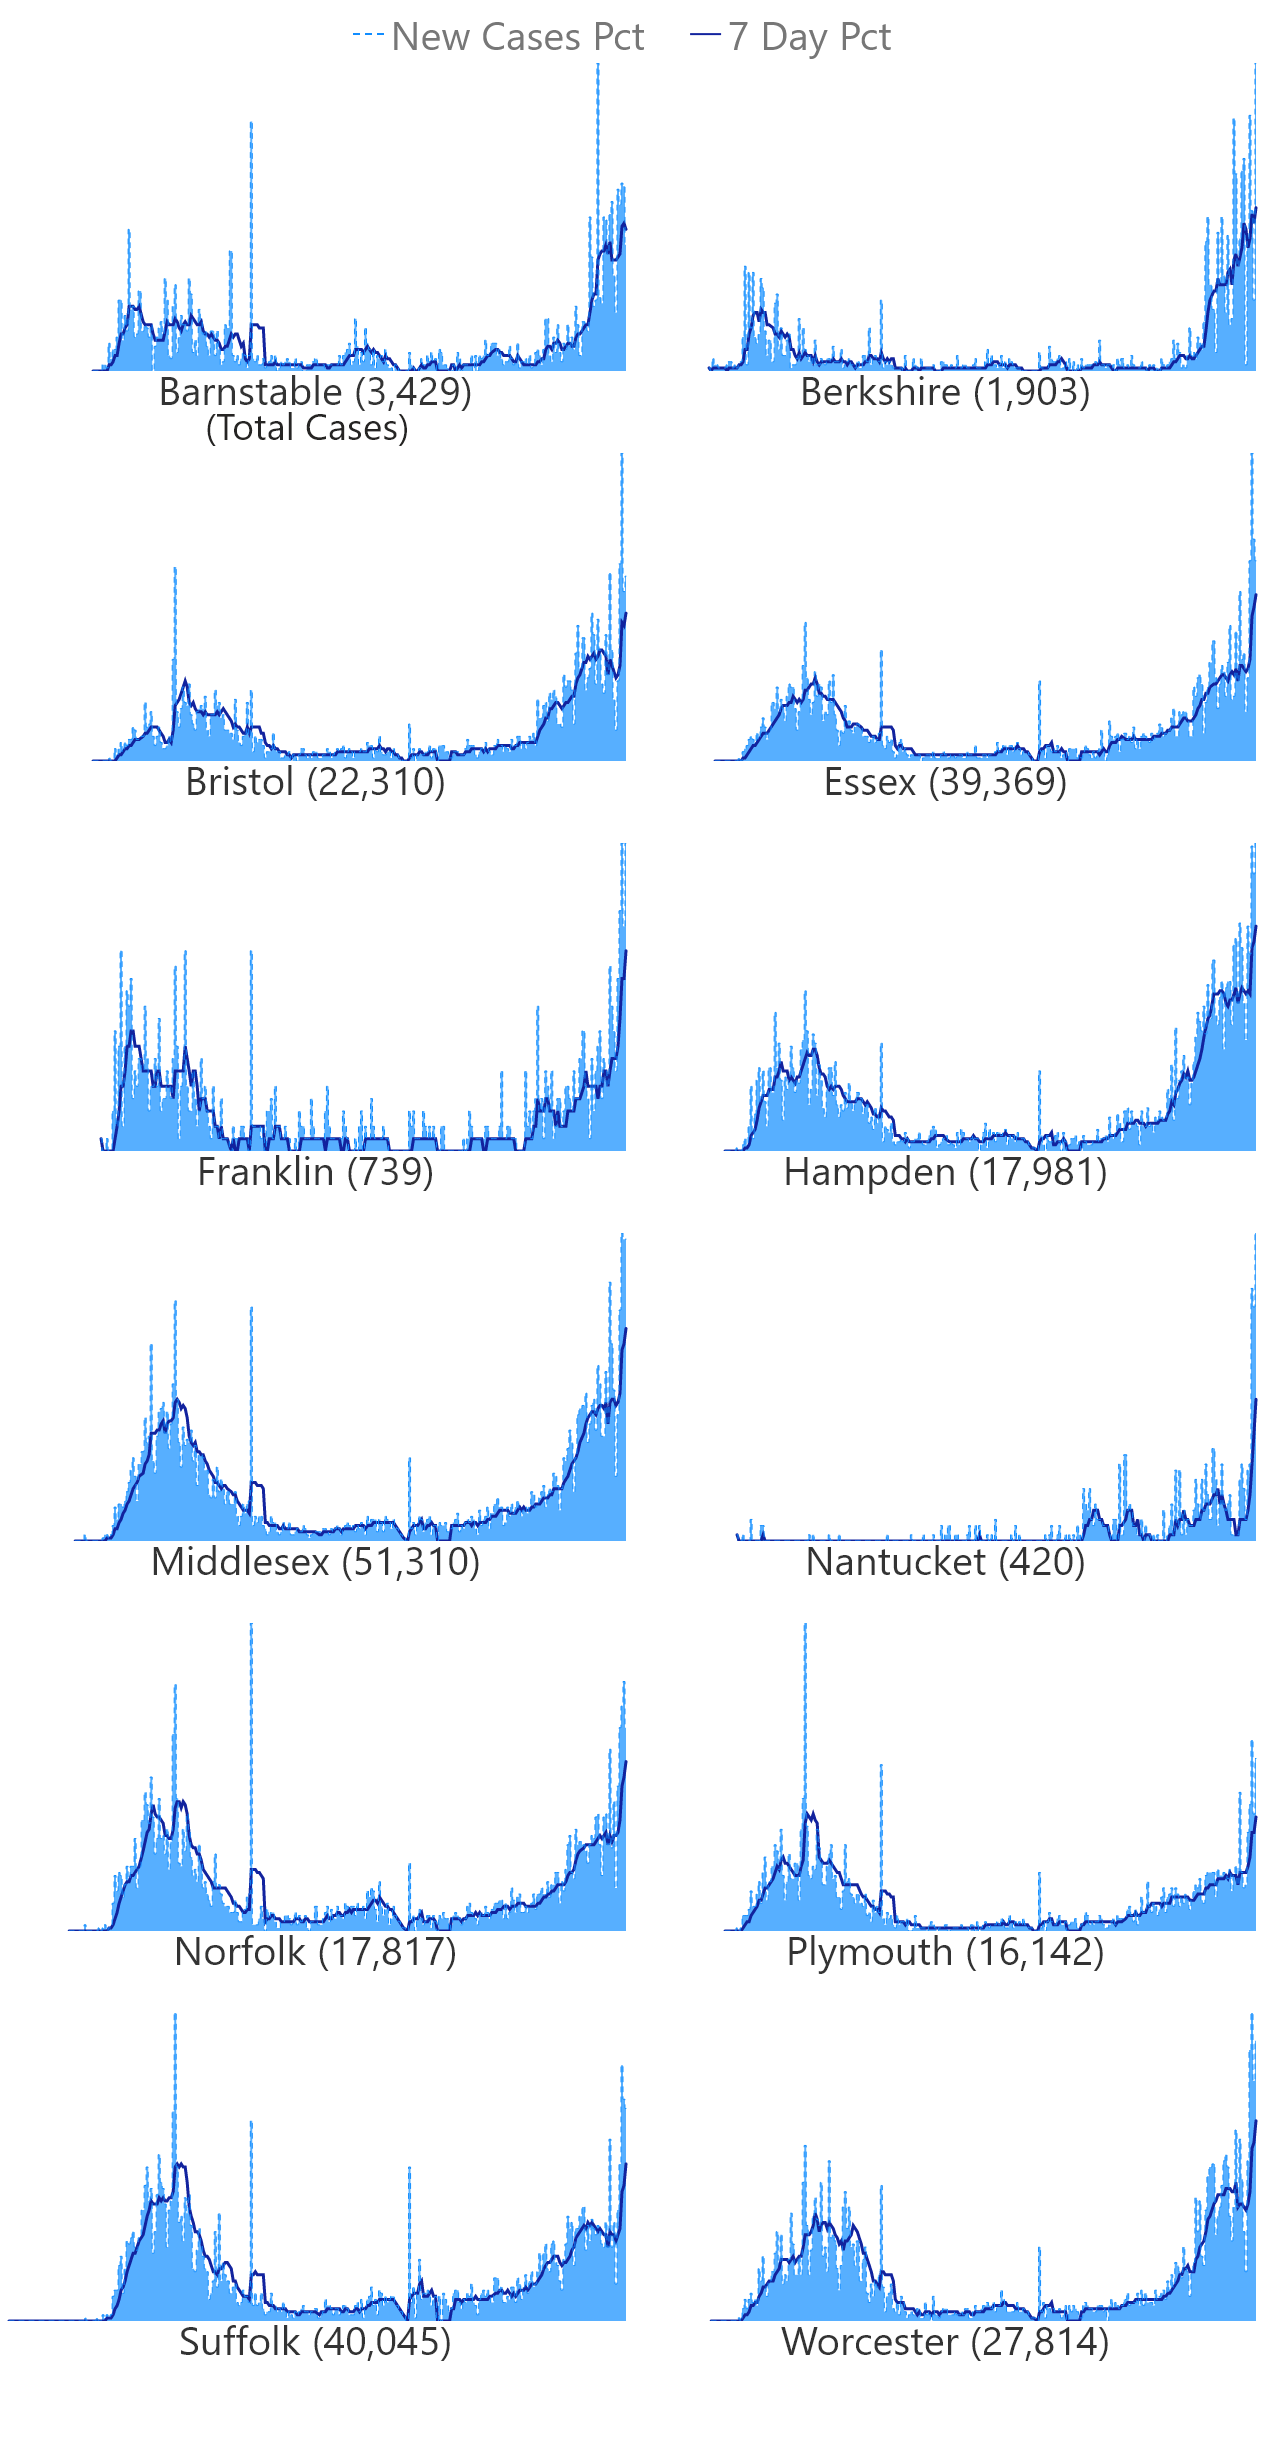 New Cases Pct 7 Day Pct
Barnstable (3,429) Berkshire (1,903)
(Total Cases)
Bristol (22,310) Essex (39,369)
Franklin (739) Hampden (17,981)
Middlesex (51,310) Nantucket (420)
Norfolk (17,817) Plymouth (16,142)
Suffolk (40,045) Worcester (27,814)